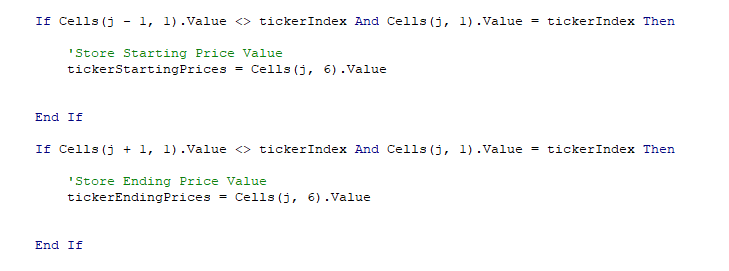 If Cells(j - 1, 1).Value <> tickerIndex And Cells(j, 1).Value = tickerIndex Then
'Store Starting Price Value
tickerStartingPrices = Cells(j, 6).Value
End If
If Cells(j + 1, 1).Value <> tickerIndex And Cells(j, 1).Value = tickerIndex Then
'Store Ending Price Value
tickerEndingPrices = Cells(j, 6).Value
End If